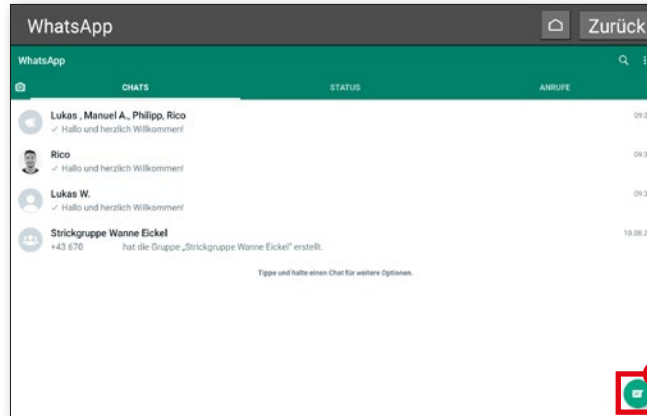 WhatsApp
Zurück
WhatsApp
CHATS STATUS ANRUFE
Lukas , Manuel A., Philipp, Rico
✓ Hallo und herzlich Willkommen!
Rico
✓ Hallo und herzlich Willkommen!
Lukas W.
✓ Hallo und herzlich Willkommen!
Strickgruppe Wanne Eickel
+43 670 hat die Gruppe „Strickgruppe Wanne Eickel" erstellt.
Tippe und halte einen Chat für weitere Optionen.